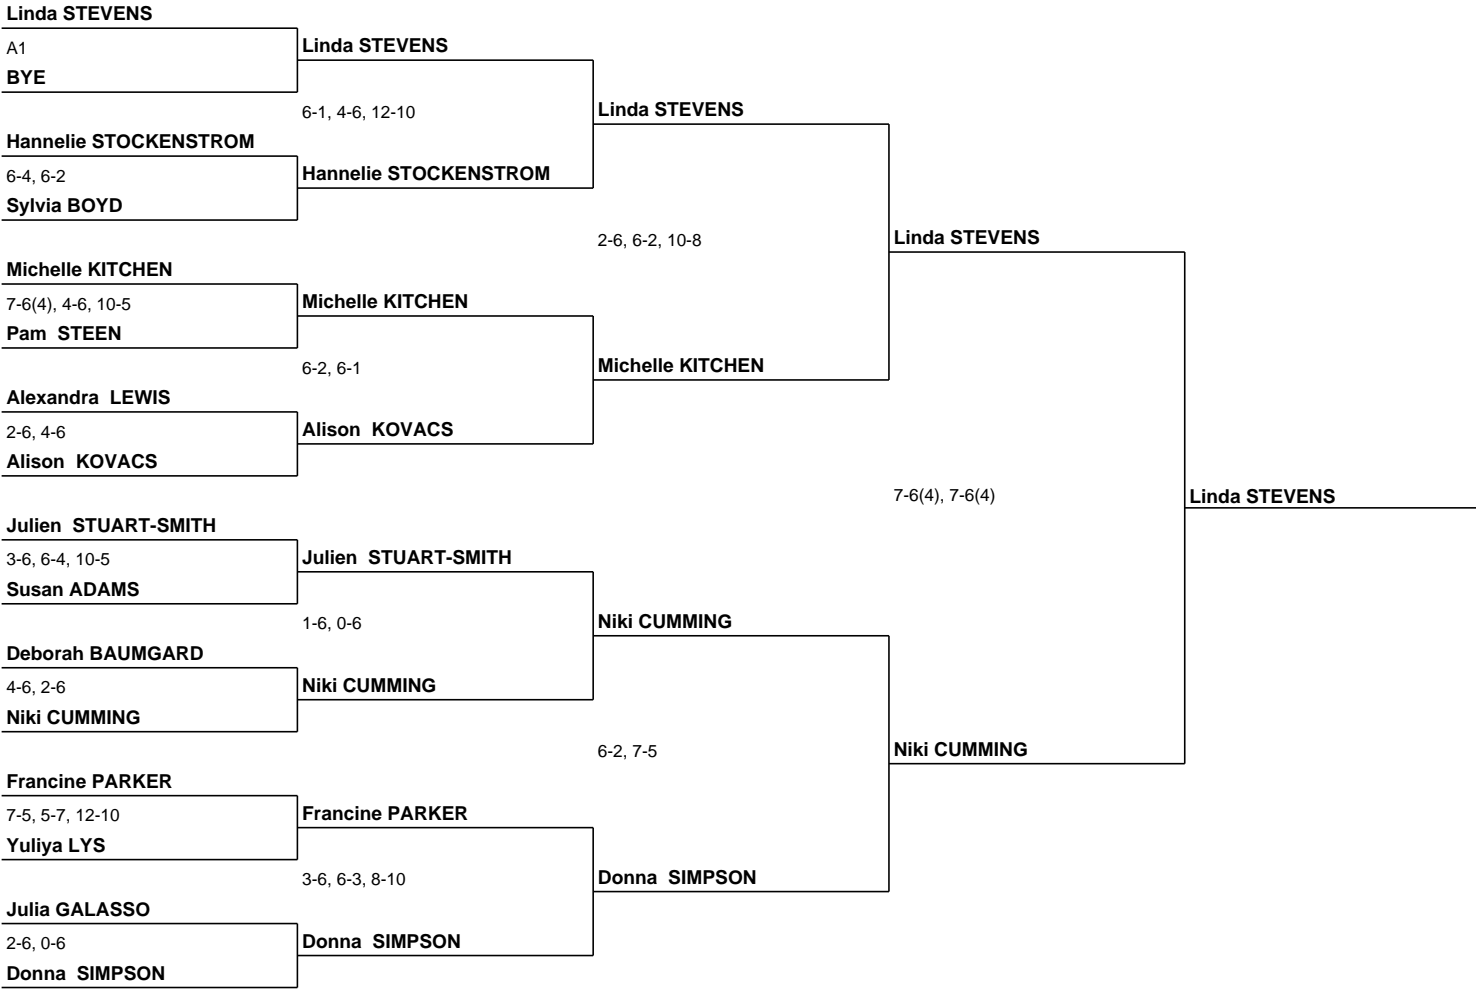 Linda STEVENS
A1
BYE
Hannelie STOCKENSTROM
6-4, 6-2
Sylvia BOYD
Michelle KITCHEN
7-6(4), 4-6, 10-5
Pam STEEN
Alexandra LEWIS
2-6, 4-6
Alison KOVACS
Julien STUART-SMITH
3-6, 6-4, 10-5
Susan ADAMS
Deborah BAUMGARD
4-6, 2-6
Niki CUMMING
Francine PARKER
7-5, 5-7, 12-10
Yuliya LYS
Julia GALASSO
2-6, 0-6
Donna SIMPSON
Linda STEVENS
6-1, 4-6, 12-10
Hannelie STOCKENSTROM
Michelle KITCHEN
6-2, 6-1
Alison KOVACS
Julien STUART-SMITH
1-6, 0-6
Niki CUMMING
Francine PARKER
3-6, 6-3, 8-10
Donna SIMPSON
Linda STEVENS
2-6, 6-2, 10-8
Michelle KITCHEN
Niki CUMMING
6-2, 7-5
Donna SIMPSON
Linda STEVENS
7-6(4), 7-6(4)
Niki CUMMING
Linda STEVENS